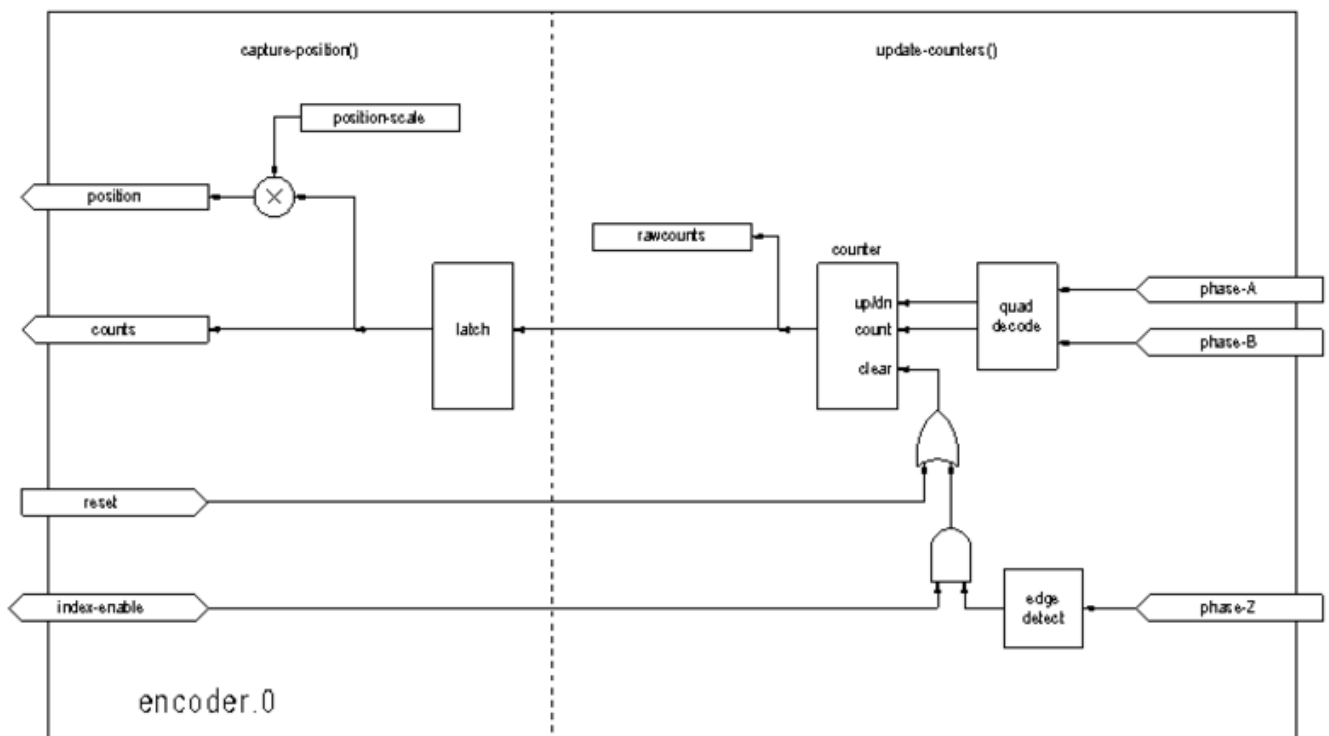 capture-position()
update-counters()
position-scale
position
rawcounts
counter
phase-A
up/dn
quad
decode
counts
latch
count
phase-B
clear
reset
index-enable
edge
detect
phase-Z
encoder.0